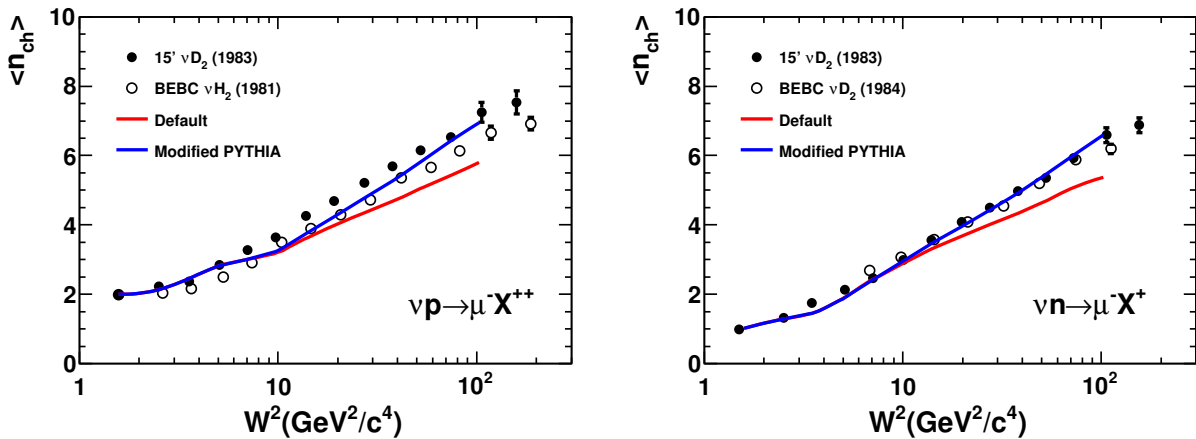 <n_ch>
10
8
6
4
2
0
15' νD₂ (1983)
BEBC νH₂ (1981)
Default
Modified PYTHIA
νp→μ⁻X⁺⁺
1 10 10²
W²(GeV²/c⁴)
<n_ch>
10
8
6
4
2
0
15' νD₂ (1983)
BEBC νD₂ (1984)
Default
Modified PYTHIA
νn→μ⁻X⁺
1 10 10²
W²(GeV²/c⁴)